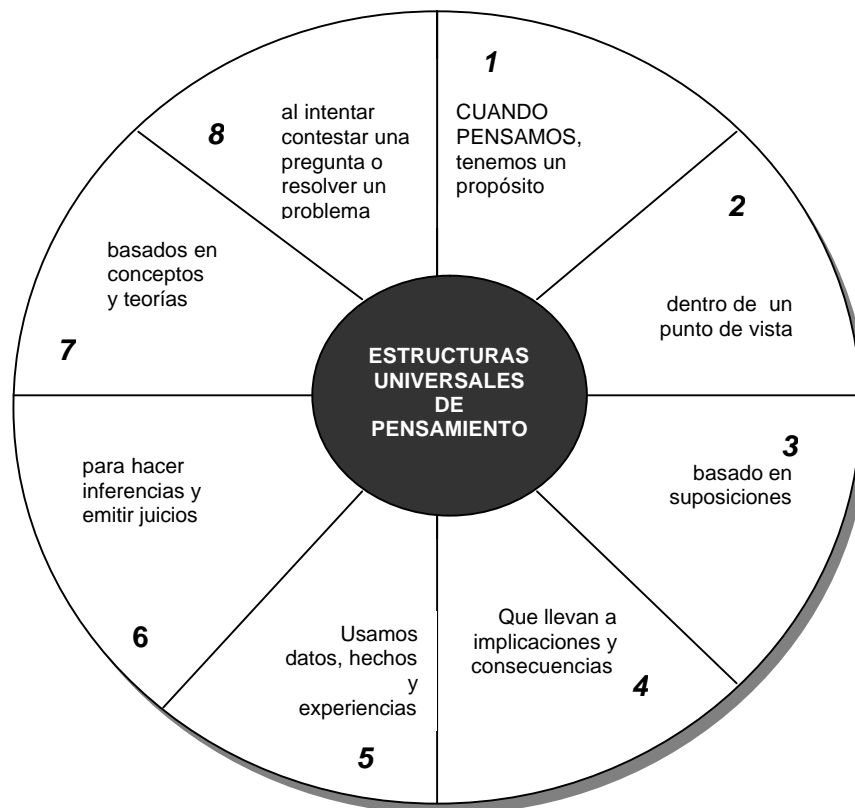 ESTRUCTURAS
UNIVERSALES
DE
PENSAMIENTO
1
CUANDO
PENSAMOS,
tenemos un
propósito
2
dentro de un
punto de vista
3
basado en
suposiciones
Que llevan a
implicaciones y
consecuencias
4
Usamos
datos, hechos
y
experiencias
5
para hacer
inferencias y
emitir juicios
6
basados en
conceptos
y teorías
7
8
al intentar
contestar una
pregunta o
resolver un
problema